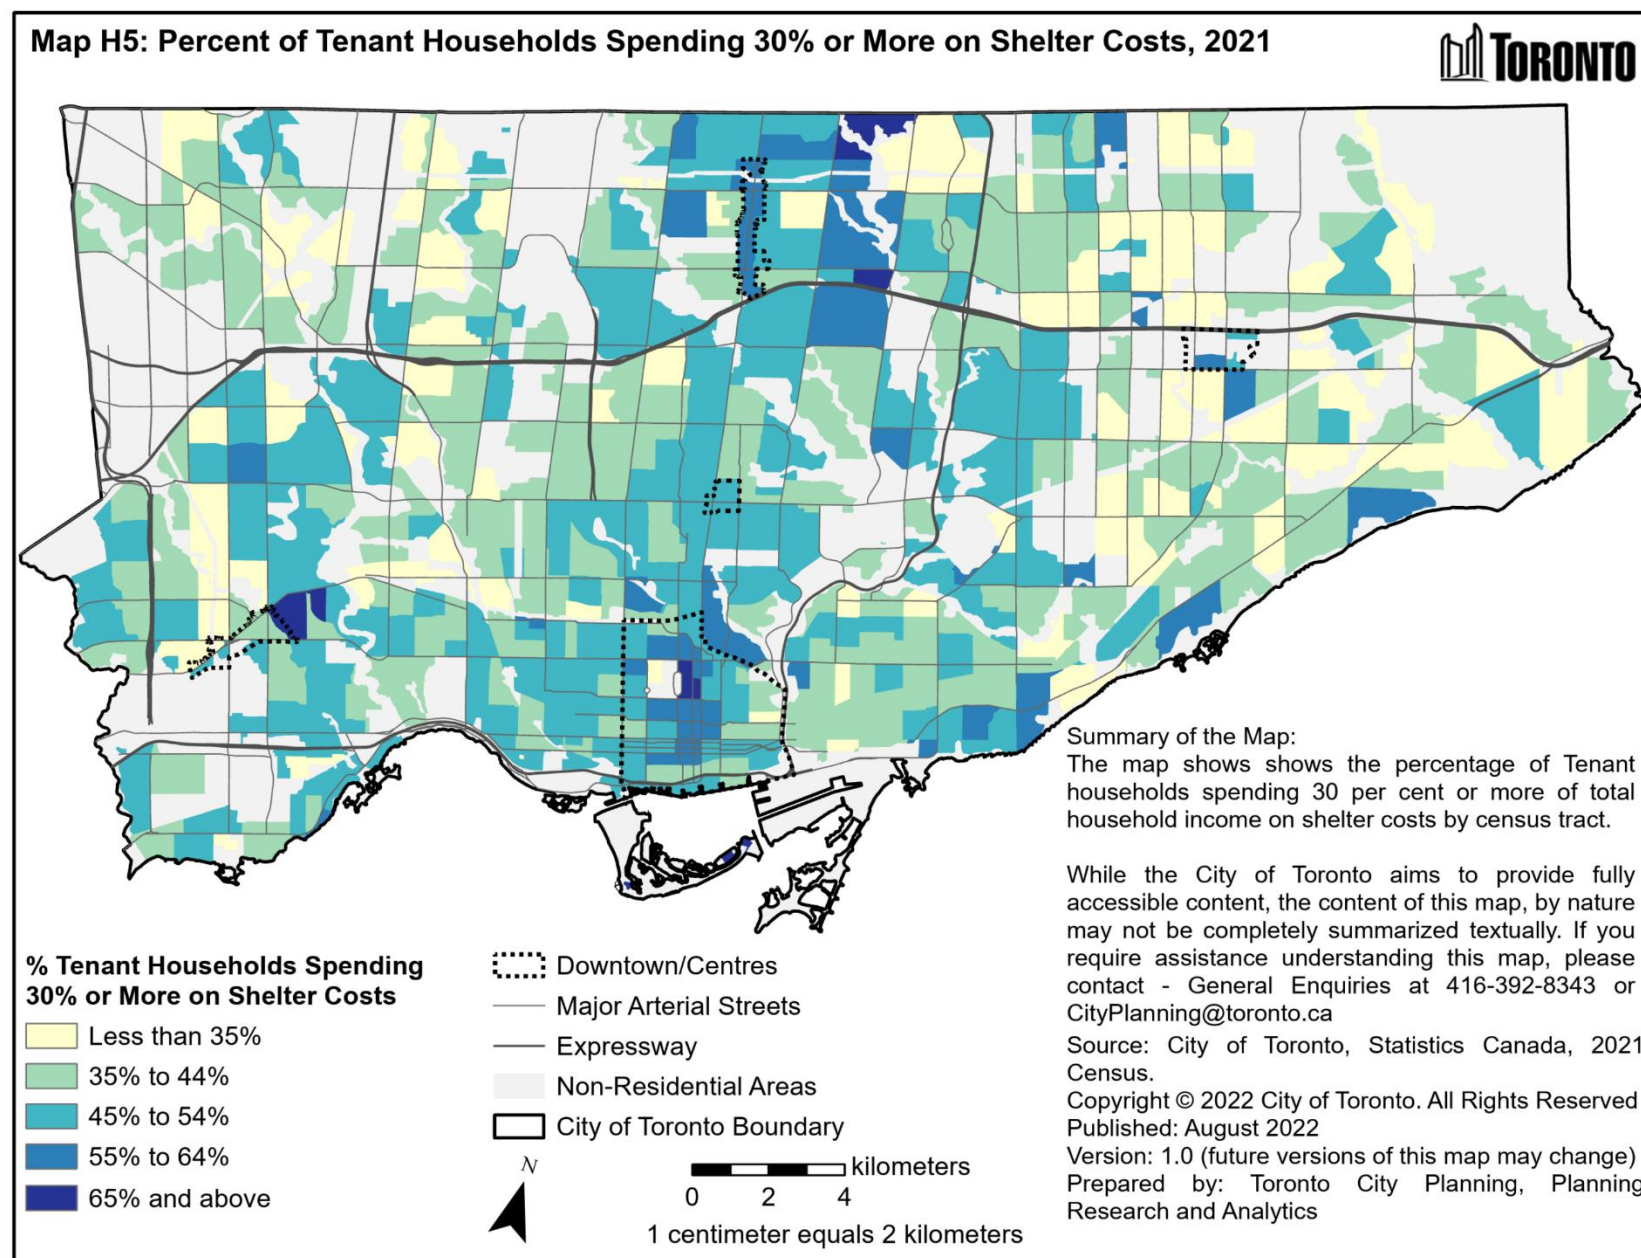 Map H5: Percent of Tenant Households Spending 30% or More on Shelter Costs, 2021
TORONTO
Summary of the Map:
The map shows shows the percentage of Tenant
households spending 30 per cent or more of total
household income on shelter costs by census tract.
While the City of Toronto aims to provide fully
accessible content, the content of this map, by nature
may not be completely summarized textually. If you
require assistance understanding this map, please
contact - General Enquiries at 416-392-8343 or
CityPlanning@toronto.ca
Source: City of Toronto, Statistics Canada, 2021
Census.
Copyright © 2022 City of Toronto. All Rights Reserved
Published: August 2022
Version: 1.0 (future versions of this map may change)
Prepared by: Toronto City Planning, Planning
Research and Analytics
% Tenant Households Spending
30% or More on Shelter Costs
Less than 35%
35% to 44%
45% to 54%
55% to 64%
65% and above
Downtown/Centres
Major Arterial Streets
Expressway
Non-Residential Areas
City of Toronto Boundary
N
kilometers
0 2 4
1 centimeter equals 2 kilometers